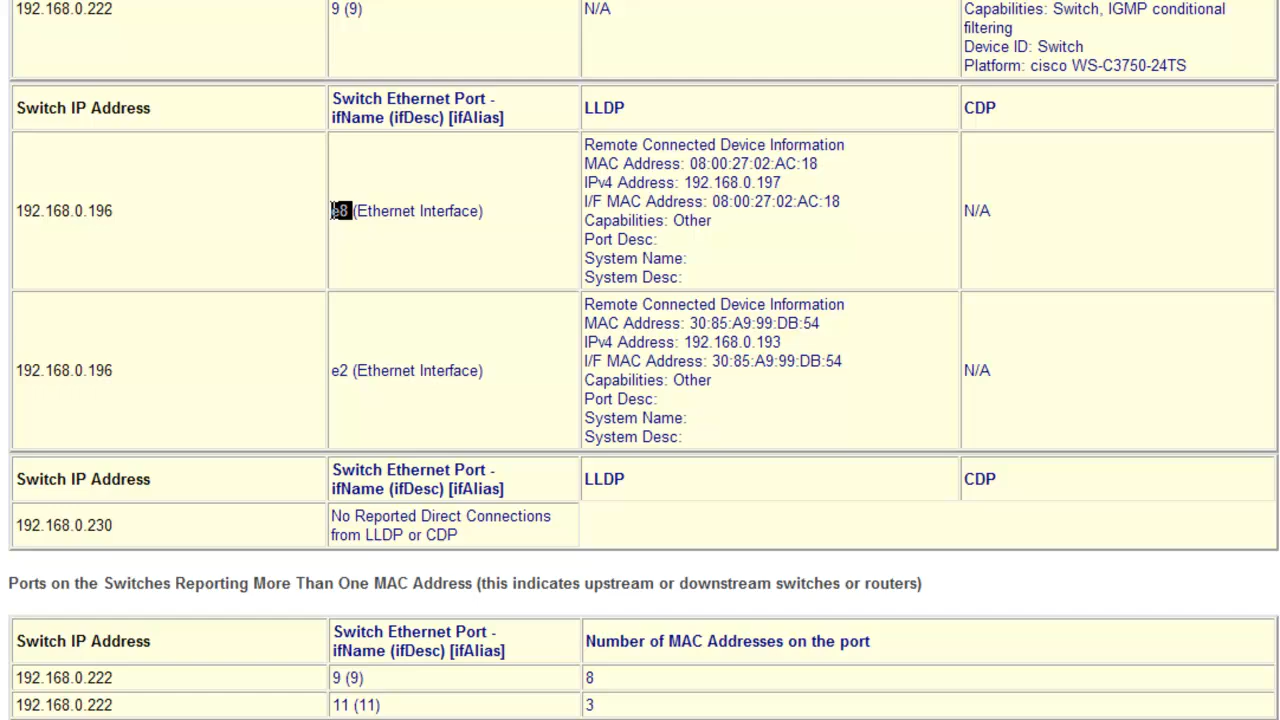 192.168.0.222
9 (9)
N/A
Capabilities: Switch, IGMP conditional
filtering
Device ID: Switch
Platform: cisco WS-C3750-24TS
Switch IP Address
Switch Ethernet Port -
ifName (ifDesc) [ifAlias]
LLDP
CDP
192.168.0.196
e8 (Ethernet Interface)
Remote Connected Device Information
MAC Address: 08:00:27:02:AC:18
IPv4 Address: 192.168.0.197
I/F MAC Address: 08:00:27:02:AC:18
Capabilities: Other
Port Desc:
System Name:
System Desc:
N/A
192.168.0.196
e2 (Ethernet Interface)
Remote Connected Device Information
MAC Address: 30:85:A9:99:DB:54
IPv4 Address: 192.168.0.193
I/F MAC Address: 30:85:A9:99:DB:54
Capabilities: Other
Port Desc:
System Name:
System Desc:
N/A
Switch IP Address
Switch Ethernet Port -
ifName (ifDesc) [ifAlias]
LLDP
CDP
192.168.0.230
No Reported Direct Connections
from LLDP or CDP
Ports on the Switches Reporting More Than One MAC Address (this indicates upstream or downstream switches or routers)
Switch IP Address
Switch Ethernet Port -
ifName (ifDesc) [ifAlias]
Number of MAC Addresses on the port
192.168.0.222
9 (9)
8
192.168.0.222
11 (11)
3